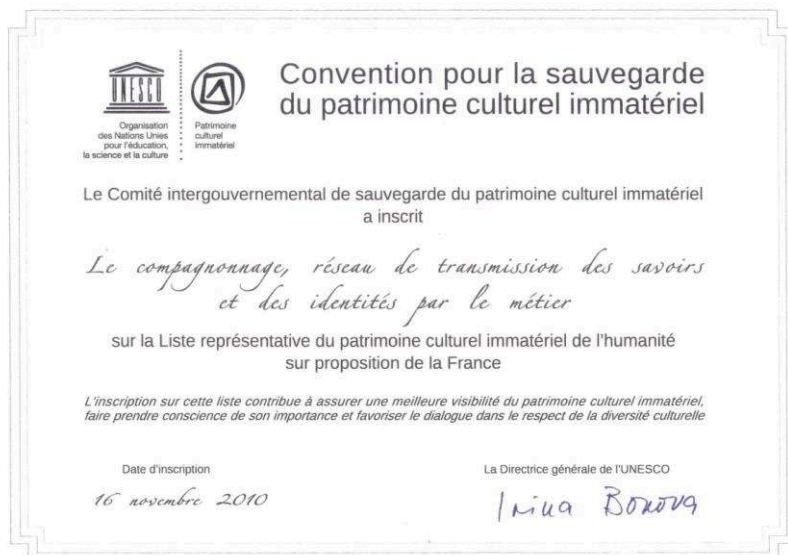 Convention pour la sauvegarde
du patrimoine culturel immatériel
UNESCO
Organisation
des Nations Unies
pour l'éducation,
la science et la culture
Patrimoine
culturel
immatériel
Le Comité intergouvernemental de sauvegarde du patrimoine culturel immatériel
a inscrit
Le compagnonnage, réseau de transmission des savoirs
et des identités par le métier
sur la Liste représentative du patrimoine culturel immatériel de l'humanité
sur proposition de la France
L'inscription sur cette liste contribue à assurer une meilleure visibilité du patrimoine culturel immatériel,
faire prendre conscience de son importance et favoriser le dialogue dans le respect de la diversité culturelle
Date d'inscription
16 novembre 2010
La Directrice générale de l'UNESCO
Irina Bokova